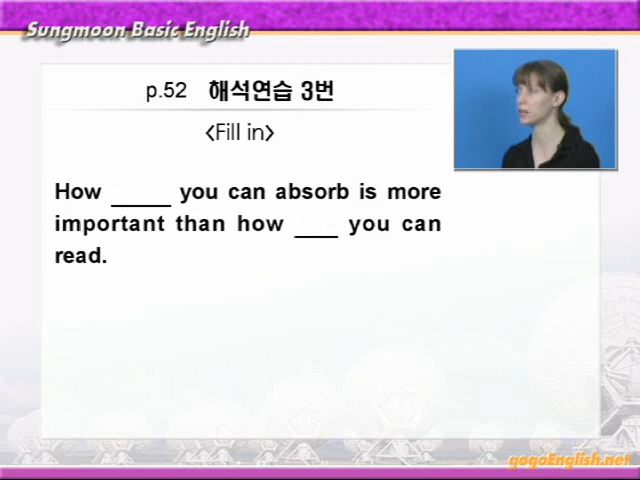 Sungmoon Basic English
p.52 해석연습 3번
<Fill in>
How _____ you can absorb is more
important than how ___ you can
read.
gogoEnglish.net